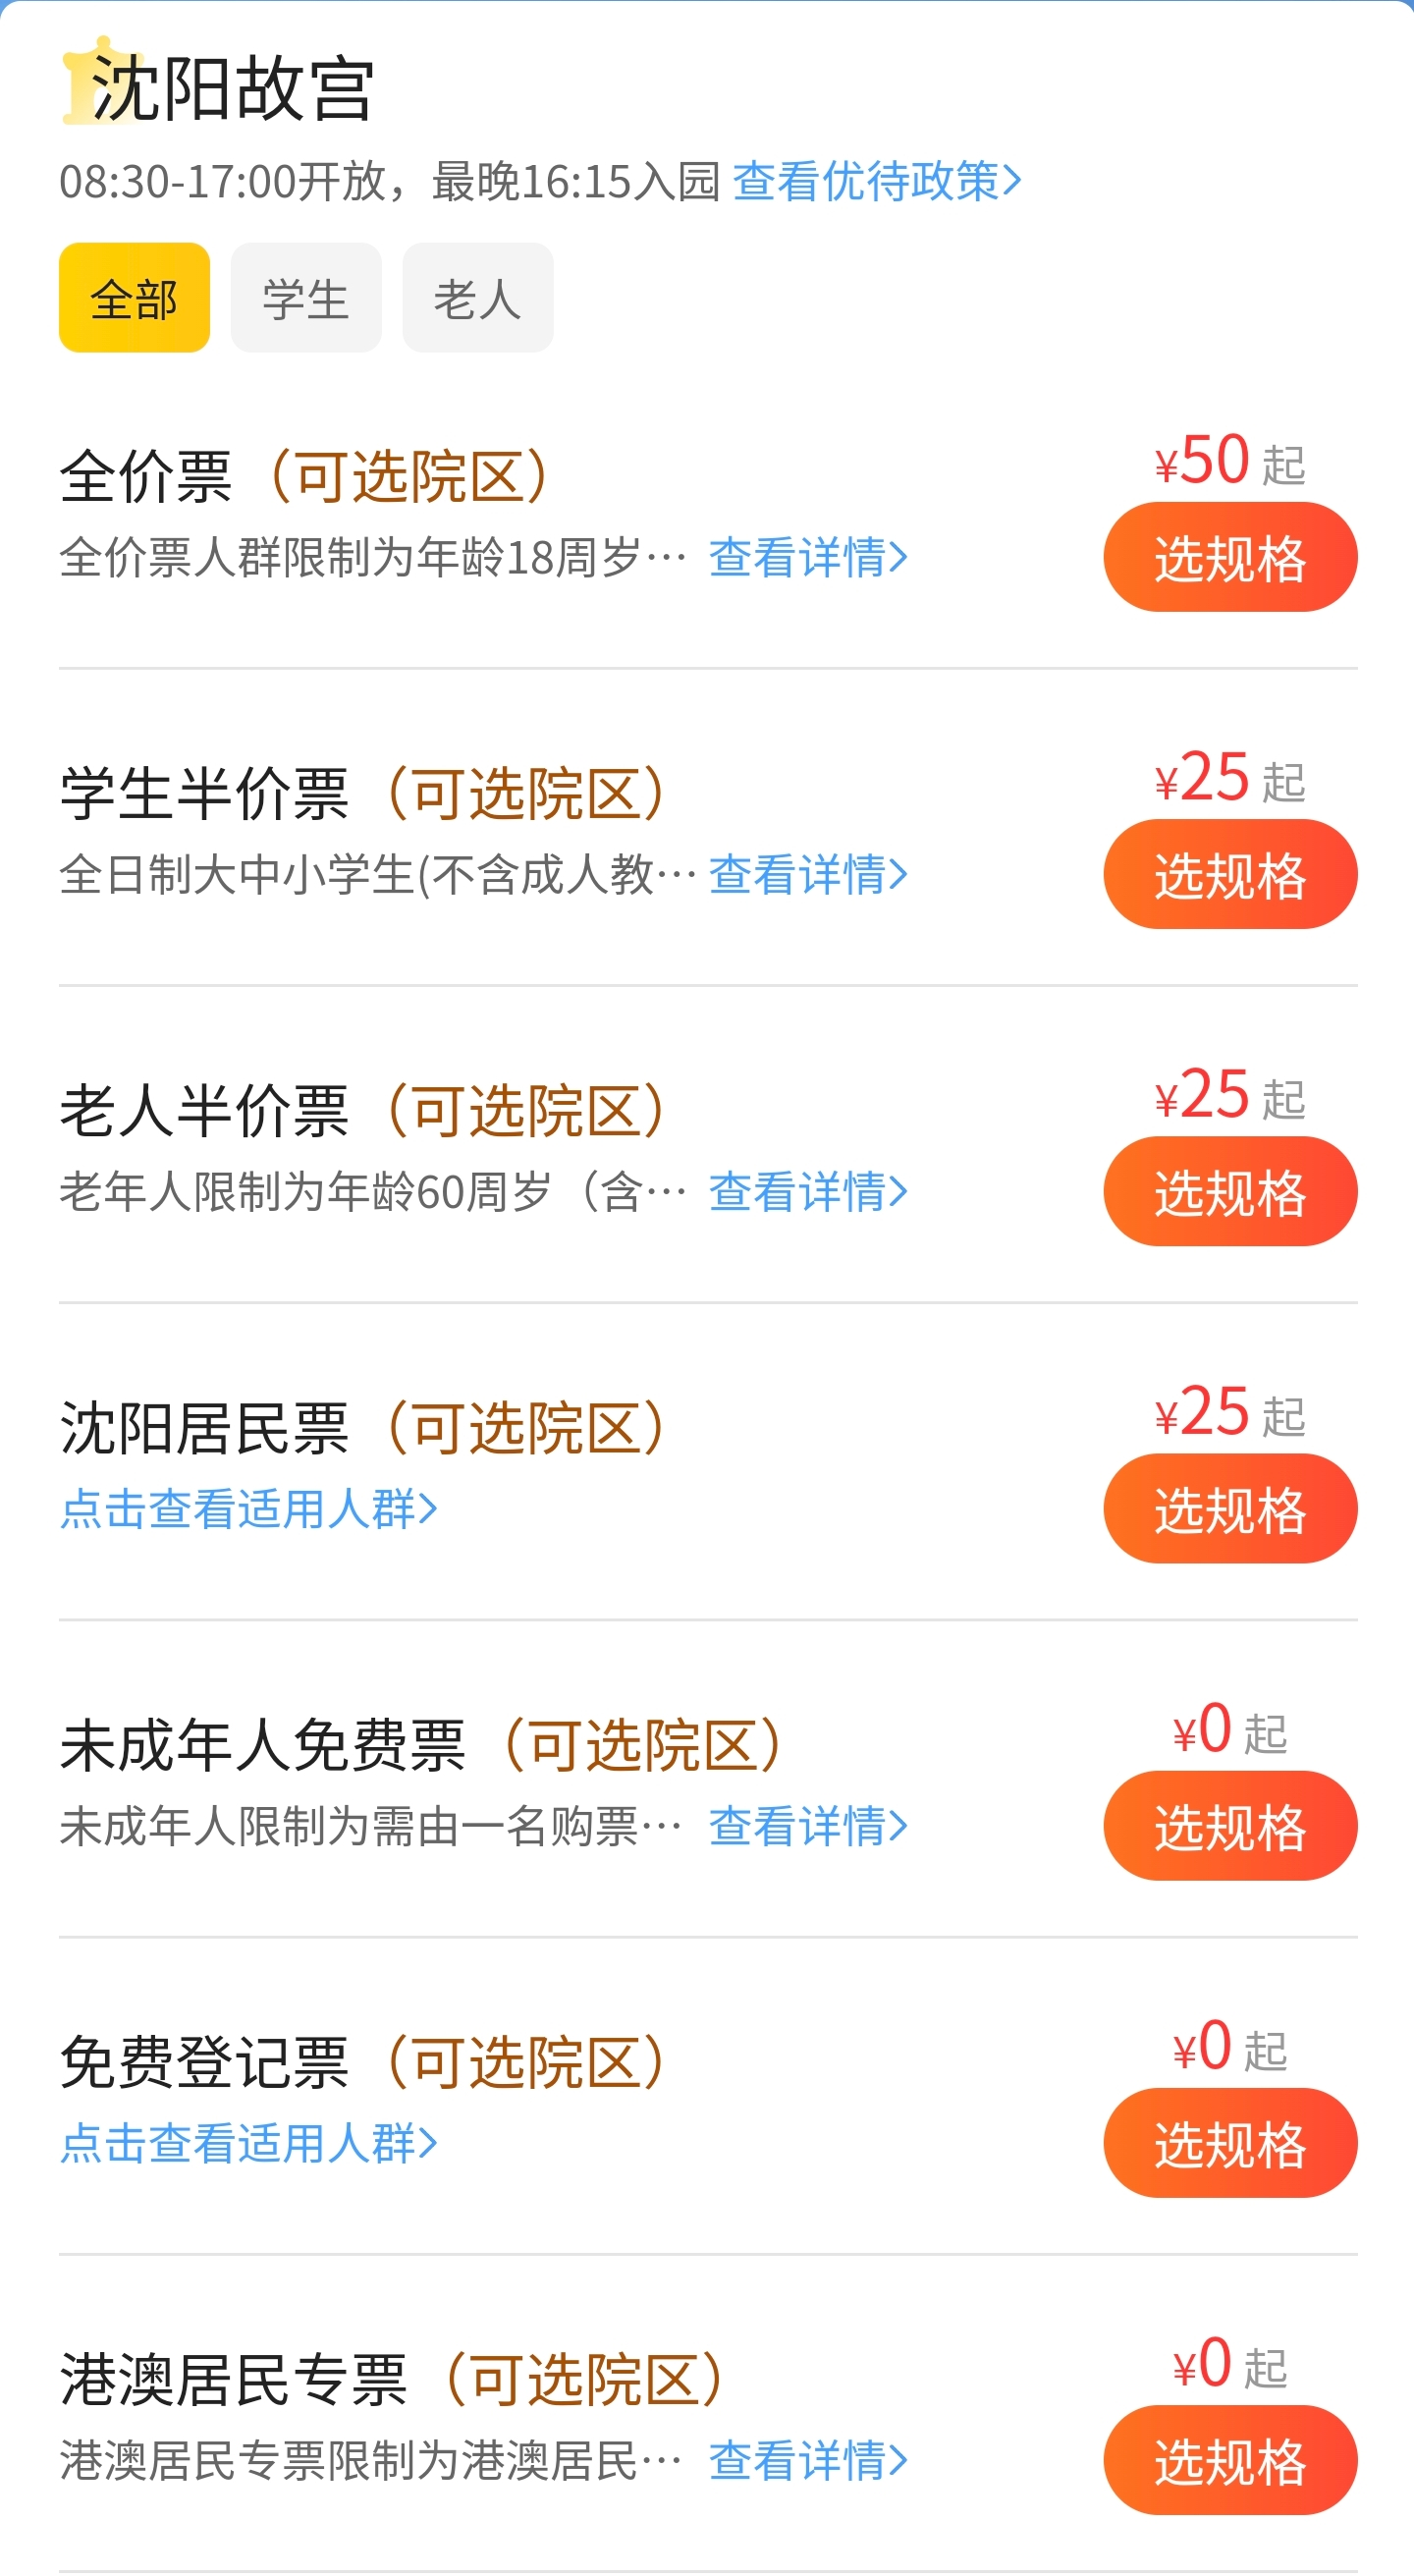 沈阳故宫
08:30-17:00开放，最晚16:15入园 查看优待政策>
全部 学生 老人
全价票（可选院区） ¥50 起
全价票人群限制为年龄18周岁… 查看详情> 选规格
学生半价票（可选院区） ¥25 起
全日制大中小学生(不含成人教… 查看详情> 选规格
老人半价票（可选院区） ¥25 起
老年人限制为年龄60周岁（含… 查看详情> 选规格
沈阳居民票（可选院区） ¥25 起
点击查看适用人群> 选规格
未成年人免费票（可选院区） ¥0 起
未成年人限制为需由一名购票… 查看详情> 选规格
免费登记票（可选院区） ¥0 起
点击查看适用人群> 选规格
港澳居民专票（可选院区） ¥0 起
港澳居民专票限制为港澳居民… 查看详情> 选规格